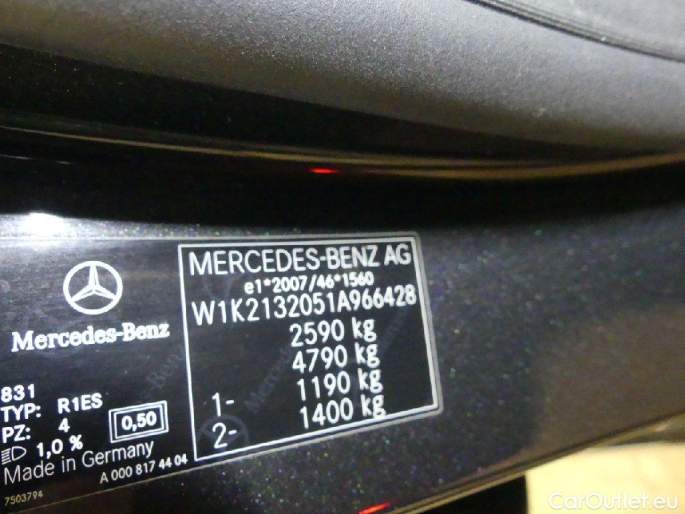 Mercedes-Benz
831
TYP: R1ES
PZ: 4
0,50
1,0 %
Made in Germany
A 000 817 44 04
7503794
MERCEDES-BENZ AG
e1*2007/46*1560
W1K2132051A966428
2590 kg
4790 kg
1- 1190 kg
2- 1400 kg
CarOutlet.eu